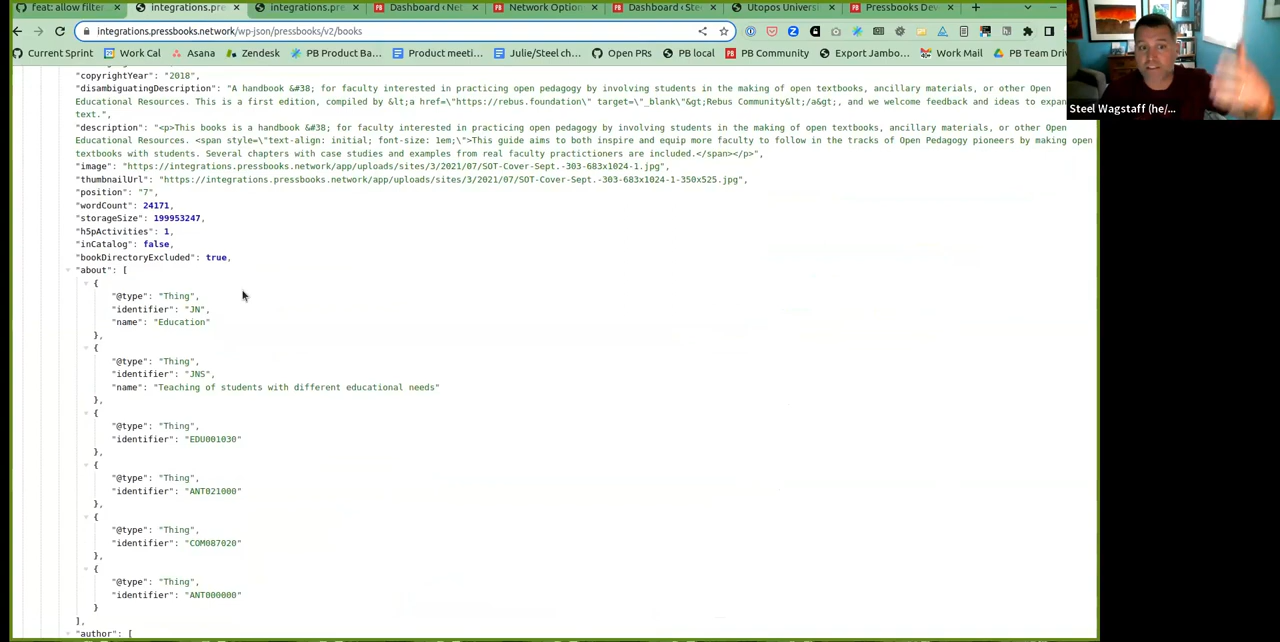 feat: allow filter
integrations.pre
integrations.pre
Dashboard ‹ Net
Network Option
Dashboard ‹ Ste
Utopos Univers
Pressbooks Dev
integrations.pressbooks.network/wp-json/pressbooks/v2/books
Current Sprint Work Cal Asana Zendesk PB Product Ba... Product meeti... Julie/Steel ch... Open PRs PB local PB Community Export Jambo... Work Mail PB Team Driv
Steel Wagstaff (he/...
"copyrightYear": "2018",
"disambiguatingDescription": "A handbook &#38; for faculty interested in practicing open pedagogy by involving students in the making of open textbooks, ancillary materials, or other Open
Educational Resources. This is a first edition, compiled by &lt;a href=\"https://rebus.foundation\" target=\"_blank\"&gt;Rebus Community&lt;/a&gt;, and we welcome feedback and ideas to expan
text.",
"description": "<p>This books is a handbook &#38; for faculty interested in practicing open pedagogy by involving students in the making of open textbooks, ancillary materials, or other Open
Educational Resources. <span style=\"text-align: initial; font-size: 1em;\">This guide aims to both inspire and equip more faculty to follow in the tracks of Open Pedagogy pioneers by making open
textbooks with students. Several chapters with case studies and examples from real faculty practictioners are included.</span></p>",
"image": "https://integrations.pressbooks.network/app/uploads/sites/3/2021/07/SOT-Cover-Sept.-303-683x1024-1.jpg",
"thumbnailUrl": "https://integrations.pressbooks.network/app/uploads/sites/3/2021/07/SOT-Cover-Sept.-303-683x1024-1-350x525.jpg",
"position": "7",
"wordCount": 24171,
"storageSize": 199953247,
"h5pActivities": 1,
"inCatalog": false,
"bookDirectoryExcluded": true,
"about": [
{
"@type": "Thing",
"identifier": "JN",
"name": "Education"
},
{
"@type": "Thing",
"identifier": "JNS",
"name": "Teaching of students with different educational needs"
},
{
"@type": "Thing",
"identifier": "EDU001030"
},
{
"@type": "Thing",
"identifier": "ANT021000"
},
{
"@type": "Thing",
"identifier": "COM087020"
},
{
"@type": "Thing",
"identifier": "ANT000000"
}
],
"author": [